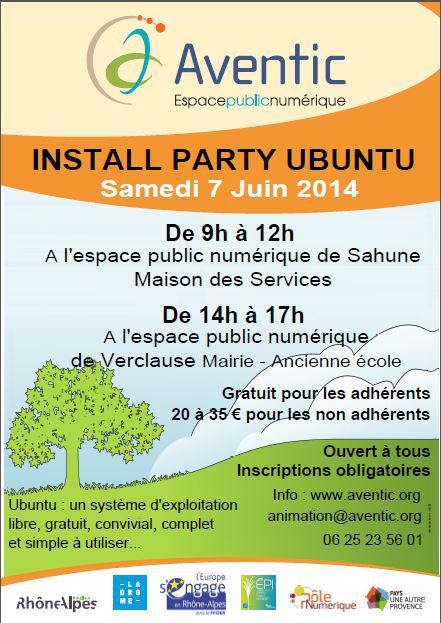 Aventic
Espacepublicnumérique
INSTALL PARTY UBUNTU
Samedi 7 Juin 2014
De 9h à 12h
A l'espace public numérique de Sahune
Maison des Services
De 14h à 17h
A l'espace public numérique
de Verclause Mairie - Ancienne école
Gratuit pour les adhérents
20 à 35 € pour les non adhérents
Ouvert à tous
Inscriptions obligatoires
Info : www.aventic.org
animation@aventic.org
06 25 23 56 01
Ubuntu : un système d'exploitation
libre, gratuit, convivial, complet
et simple à utiliser...
RhôneAlpes
LA
DRO
ME
l'Europe
s'Engage
en Rhône-Alpes
EPI
Pôle
Numérique
PAYS
UNE AUTRE
PROVENCE